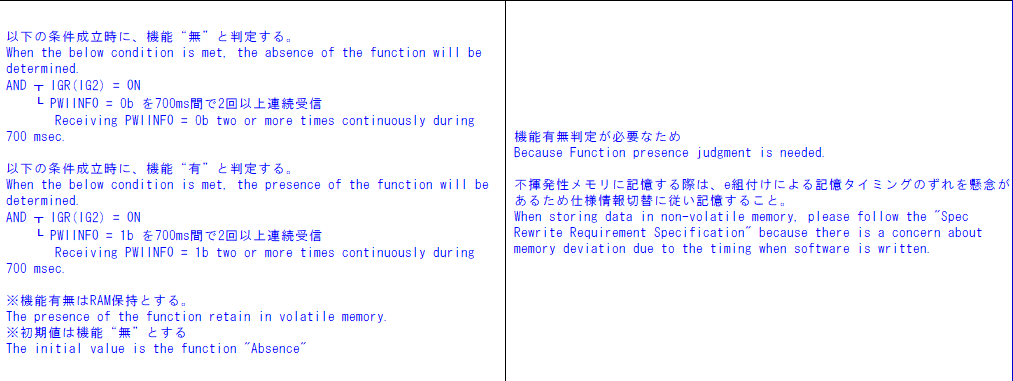 以下の条件成立時に、機能“無”と判定する。
When the below condition is met, the absence of the function will be
determined.
AND ┬ IGR(IG2) = ON
└ PWIINFO = 0b を700ms間で2回以上連続受信
Receiving PWIINFO = 0b two or more times continuously during
700 msec.
以下の条件成立時に、機能“有”と判定する。
When the below condition is met, the presence of the function will be
determined.
AND ┬ IGR(IG2) = ON
└ PWIINFO = 1b を700ms間で2回以上連続受信
Receiving PWIINFO = 1b two or more times continuously during
700 msec.
※機能有無はRAM保持とする。
The presence of the function retain in volatile memory.
※初期値は機能“無”とする
The initial value is the function "Absence"
機能有無判定が必要なため
Because Function presence judgment is needed.
不揮発性メモリに記憶する際は、e組付けによる記憶タイミングのずれを懸念が
あるため仕様情報切替に従い記憶すること。
When storing data in non-volatile memory, please follow the "Spec
Rewrite Requirement Specification" because there is a concern about
memory deviation due to the timing when software is written.